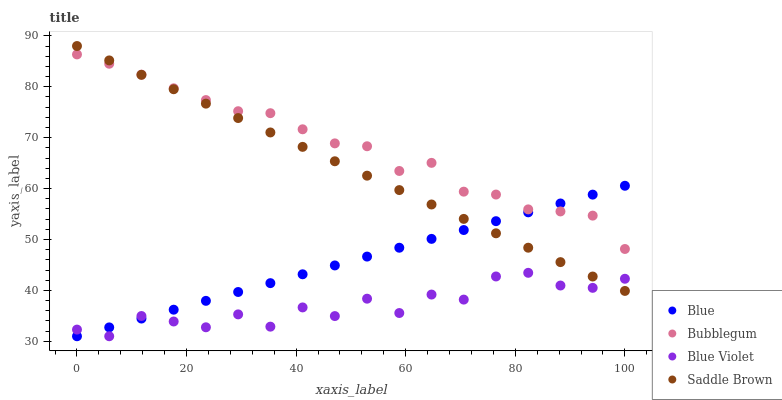 title
90
80
70
60
50
40
30
0
20
40
60
80
100
yaxis_label
xaxis_label
Blue
Bubblegum
Blue Violet
Saddle Brown